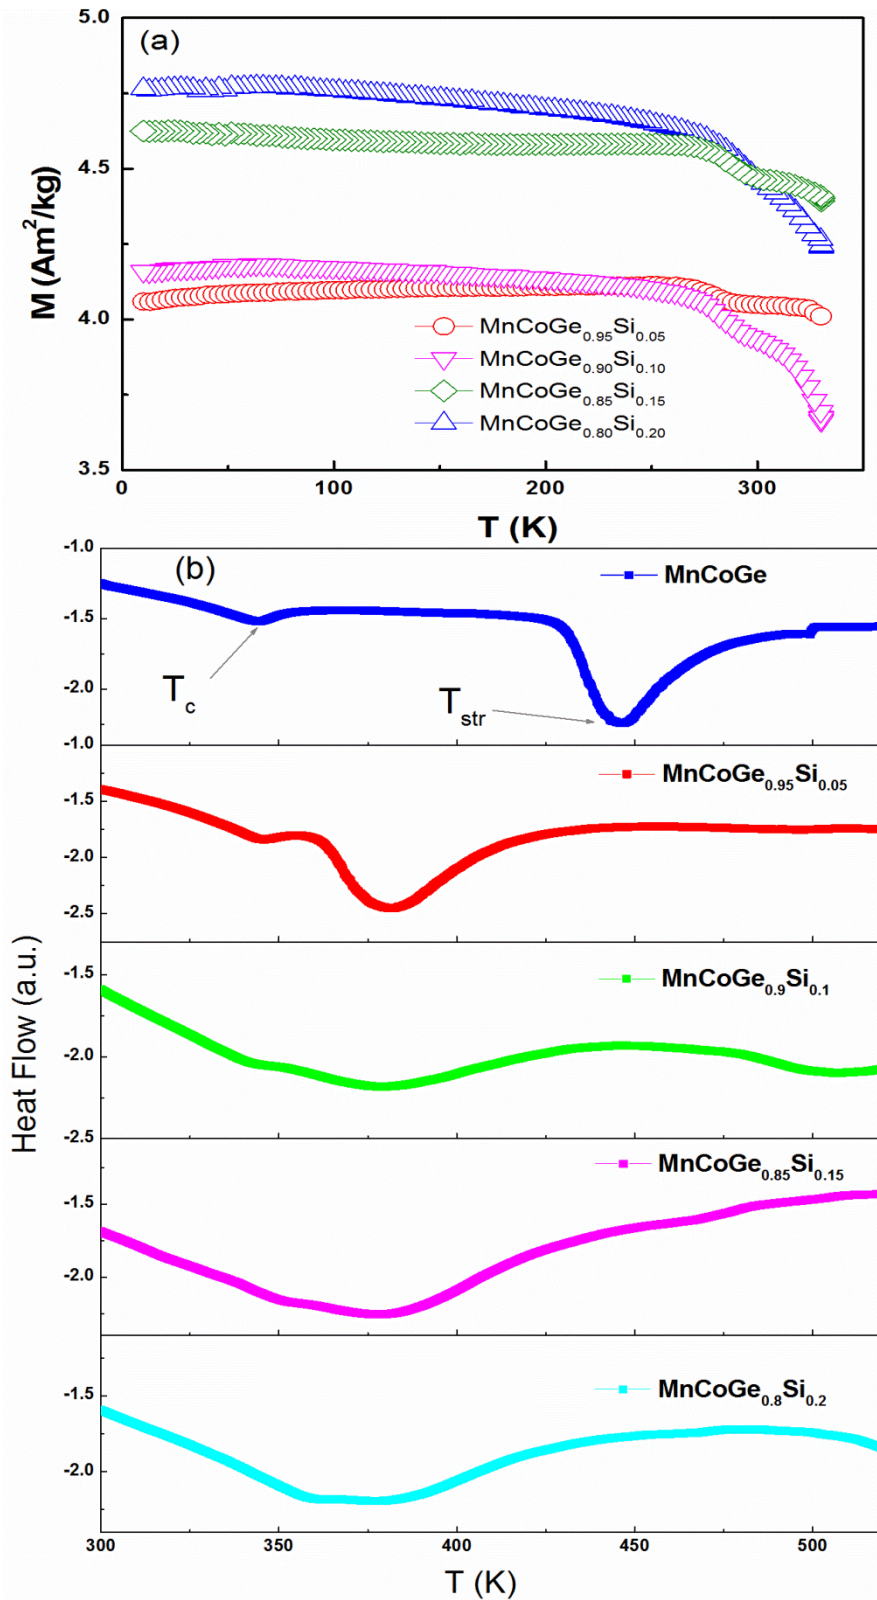 (a)
5.0
4.5
4.0
3.5
M (Am²/kg)
MnCoGe₀.₉₅Si₀.₀₅
MnCoGe₀.₉₀Si₀.₁₀
MnCoGe₀.₈₅Si₀.₁₅
MnCoGe₀.₈₀Si₀.₂₀
0 100 200 300
T (K)
(b)
-1.0
-1.5
-2.0
MnCoGe
T_c
T_str
-1.0
-1.5
-2.0
-2.5
MnCoGe₀.₉₅Si₀.₀₅
-1.5
-2.0
-2.5
MnCoGe₀.₉Si₀.₁
Heat Flow (a.u.)
-1.5
-2.0
MnCoGe₀.₈₅Si₀.₁₅
-1.5
-2.0
MnCoGe₀.₈Si₀.₂
300 350 400 450 500
T (K)